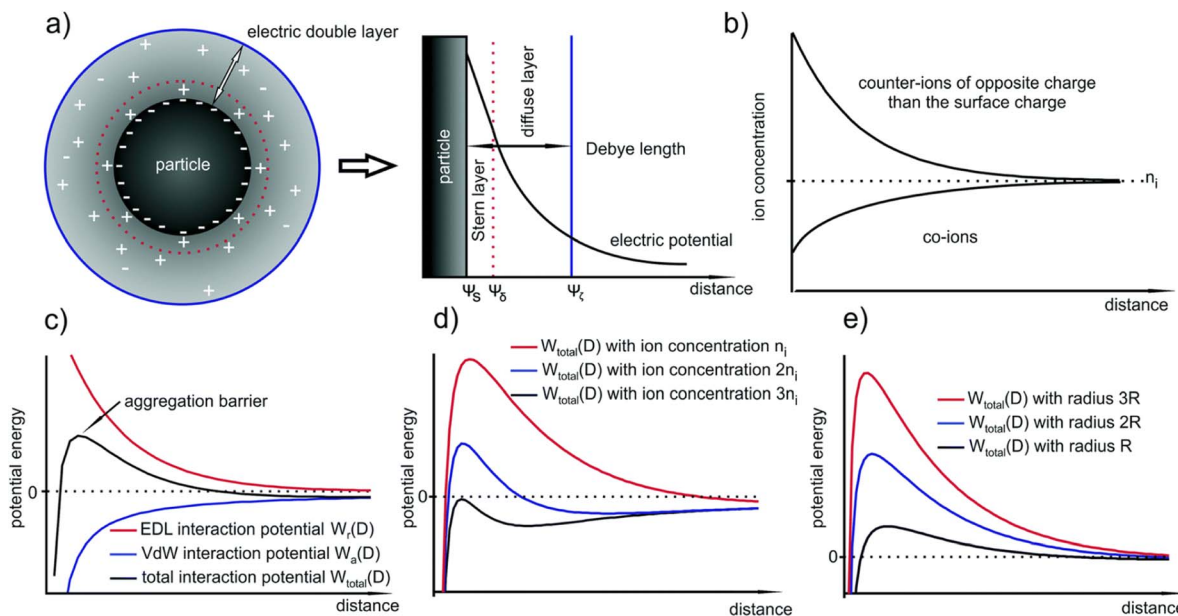 a)
electric double layer
particle
particle
Stern layer
diffuse layer
Debye length
electric potential
ΨS
Ψδ
Ψζ
distance
b)
ion concentration
counter-ions of opposite charge
than the surface charge
ni
co-ions
distance
c)
potential energy
aggregation barrier
0
EDL interaction potential Wr(D)
VdW interaction potential Wa(D)
total interaction potential Wtotal(D)
distance
d)
potential energy
Wtotal(D) with ion concentration ni
Wtotal(D) with ion concentration 2ni
Wtotal(D) with ion concentration 3ni
0
distance
e)
potential energy
Wtotal(D) with radius 3R
Wtotal(D) with radius 2R
Wtotal(D) with radius R
0
distance